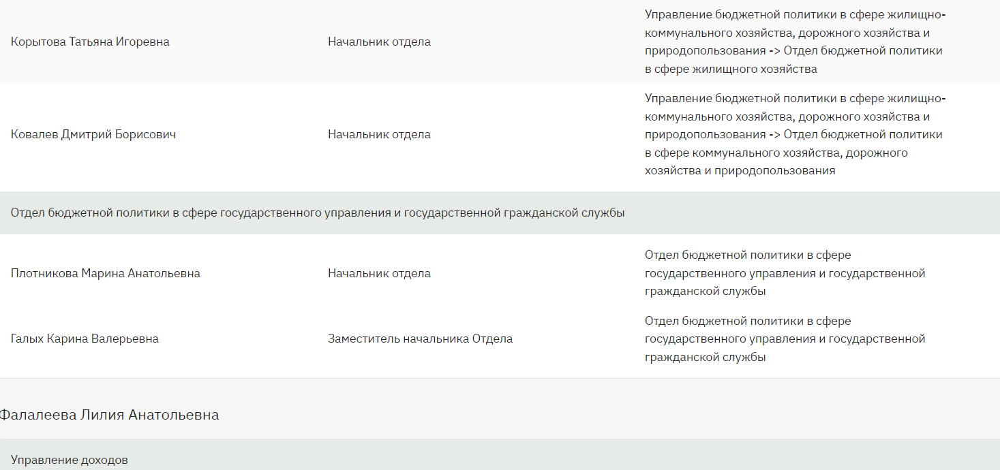 Корытова Татьяна Игоревна
Начальник отдела
Управление бюджетной политики в сфере жилищно-
коммунального хозяйства, дорожного хозяйства и
природопользования -> Отдел бюджетной политики
в сфере жилищного хозяйства
Ковалев Дмитрий Борисович
Начальник отдела
Управление бюджетной политики в сфере жилищно-
коммунального хозяйства, дорожного хозяйства и
природопользования -> Отдел бюджетной политики
в сфере коммунального хозяйства, дорожного
хозяйства и природопользования
Отдел бюджетной политики в сфере государственного управления и государственной гражданской службы
Плотникова Марина Анатольевна
Начальник отдела
Отдел бюджетной политики в сфере
государственного управления и государственной
гражданской службы
Галых Карина Валерьевна
Заместитель начальника Отдела
Отдел бюджетной политики в сфере
государственного управления и государственной
гражданской службы
Фалалеева Лилия Анатольевна
Управление доходов